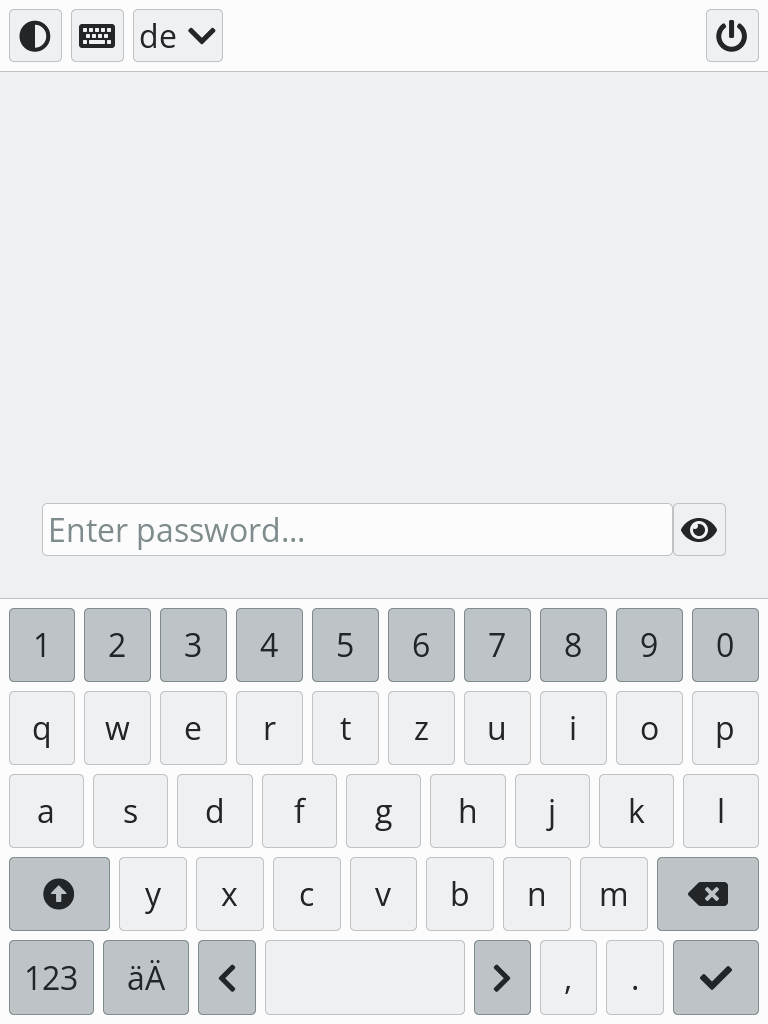 de
Enter password...
1 2 3 4 5 6 7 8 9 0
q w e r t z u i o p
a s d f g h j k l
y x c v b n m
123 äÄ , .